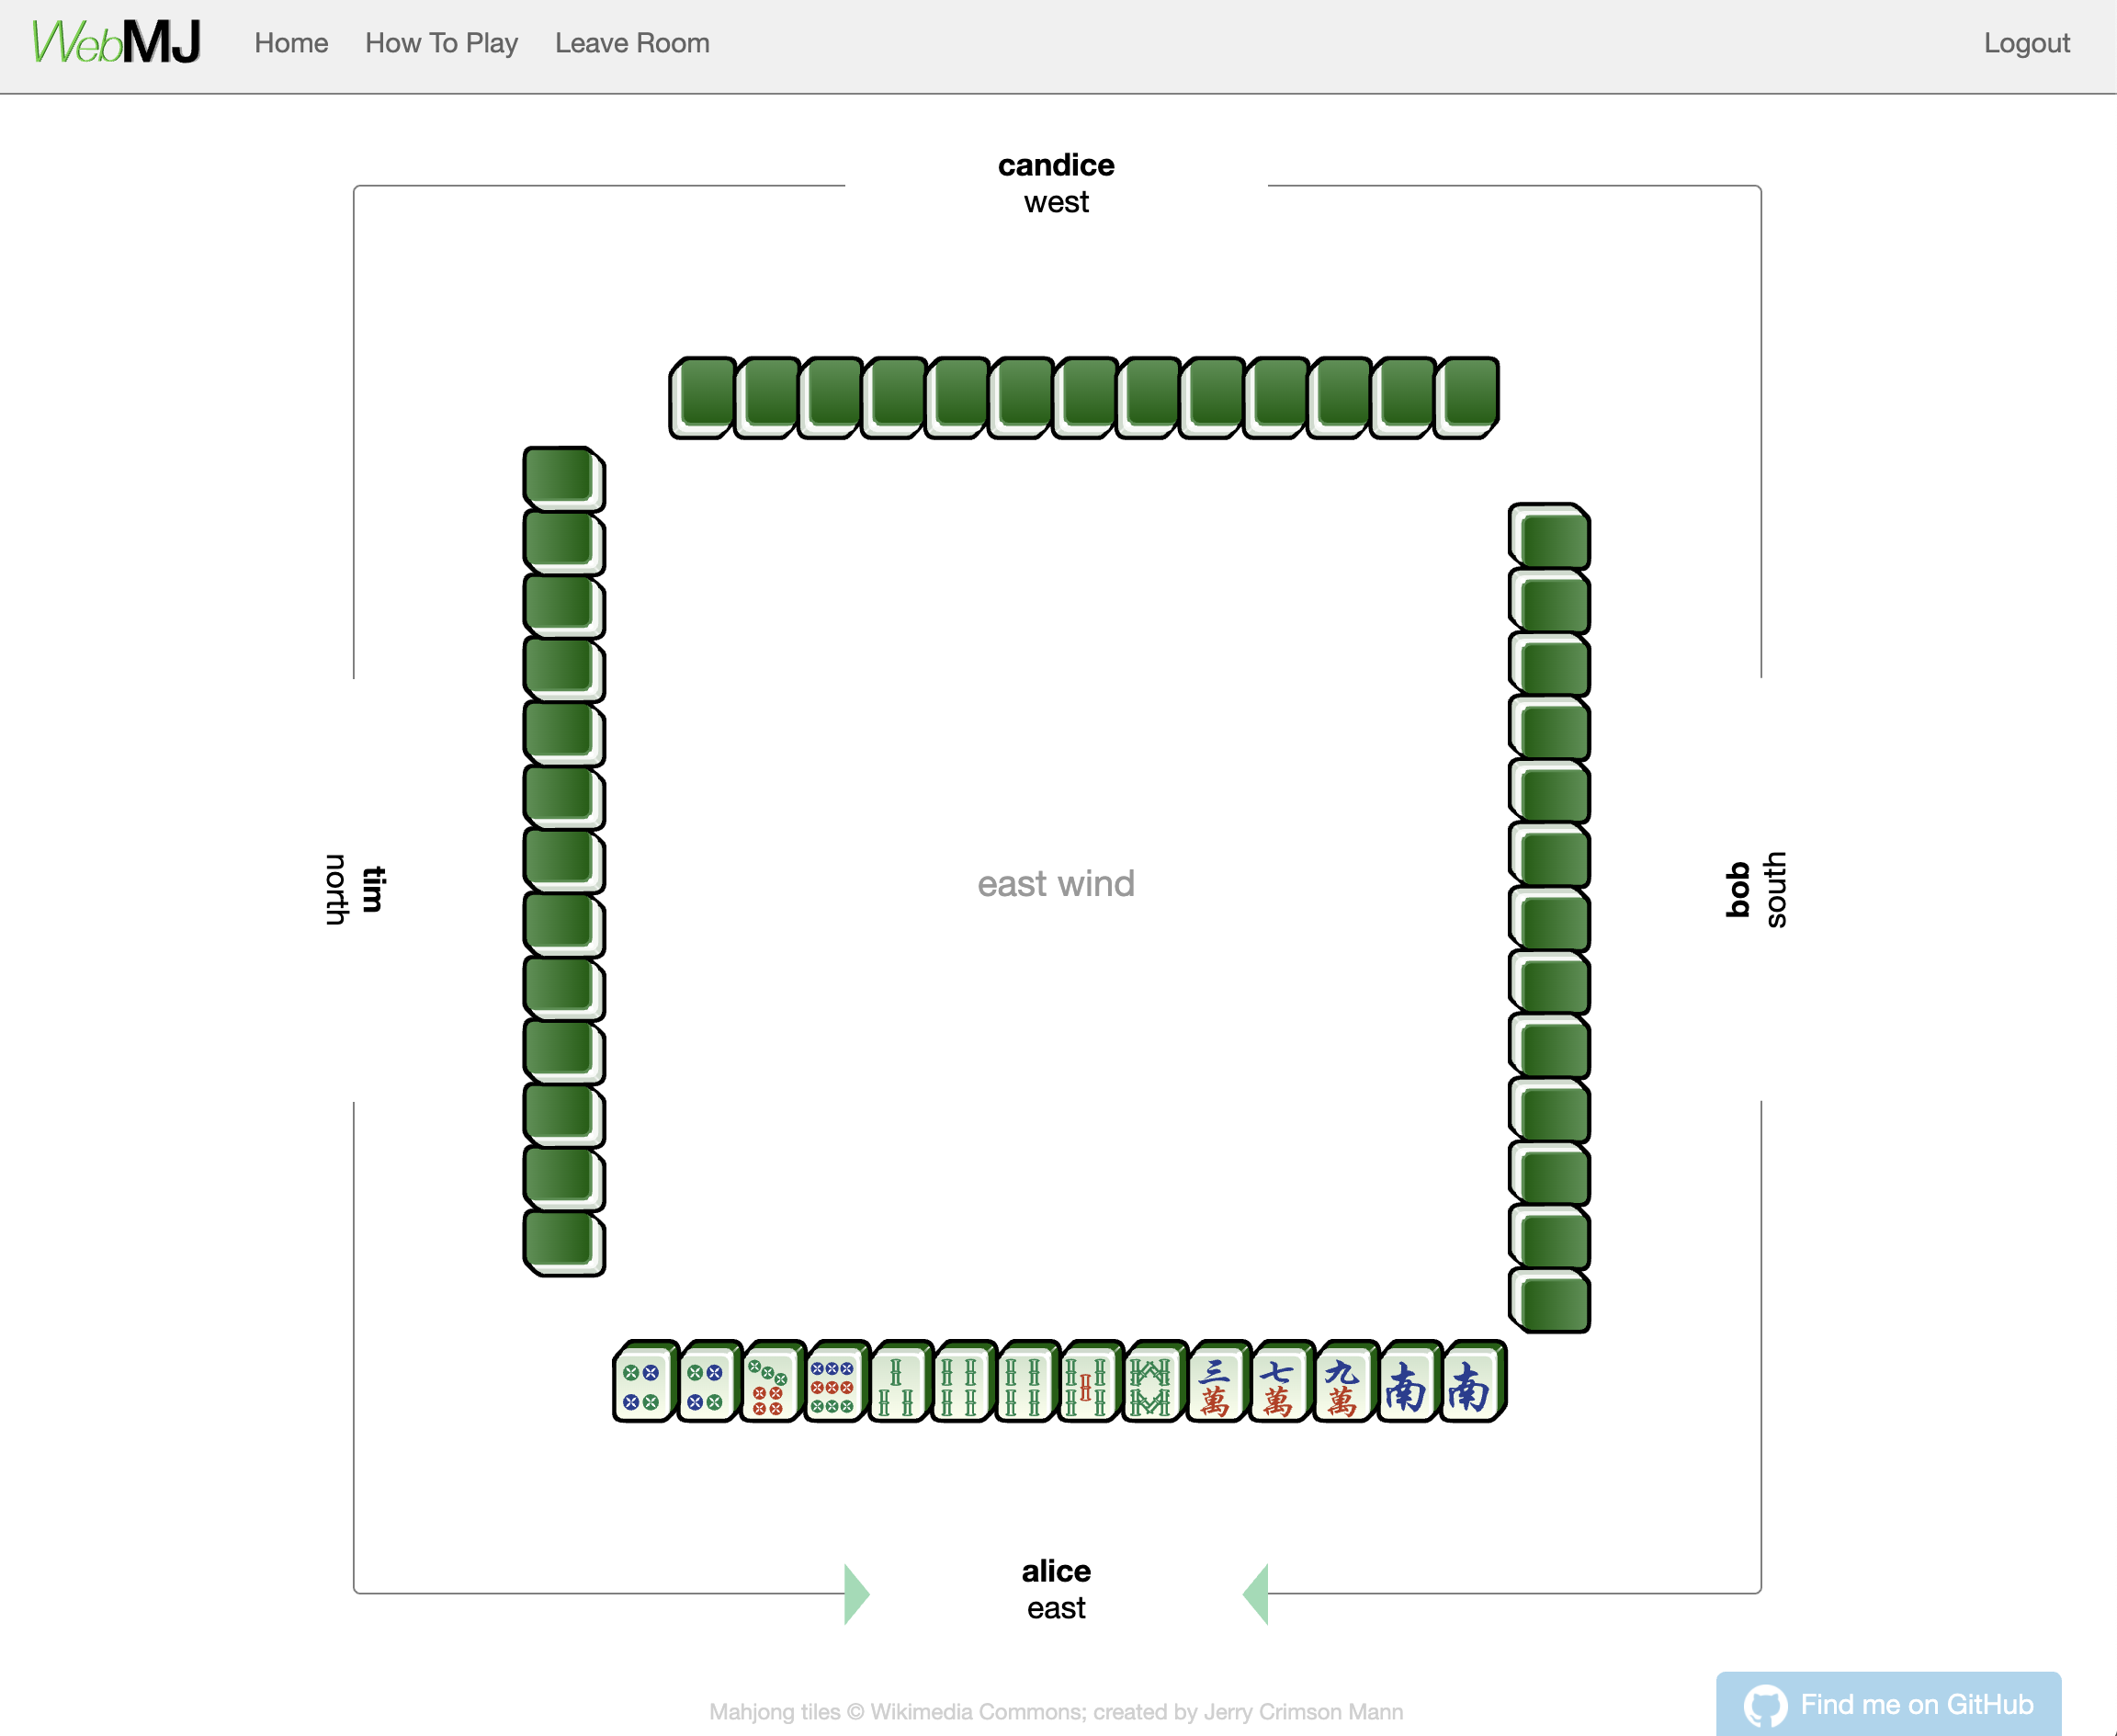 WebMJ
Home
How To Play
Leave Room
Logout
candice
west
tim
north
east wind
bob
south
三萬
七萬
九萬
南
南
alice
east
Mahjong tiles © Wikimedia Commons; created by Jerry Crimson Mann
Find me on GitHub